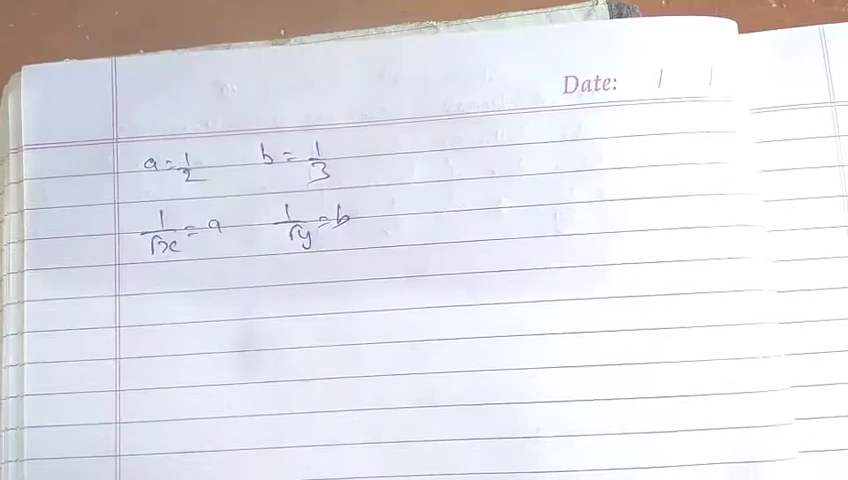 Date: / /
a = 1/2 b = 1/3
1/√x = a 1/√y = b